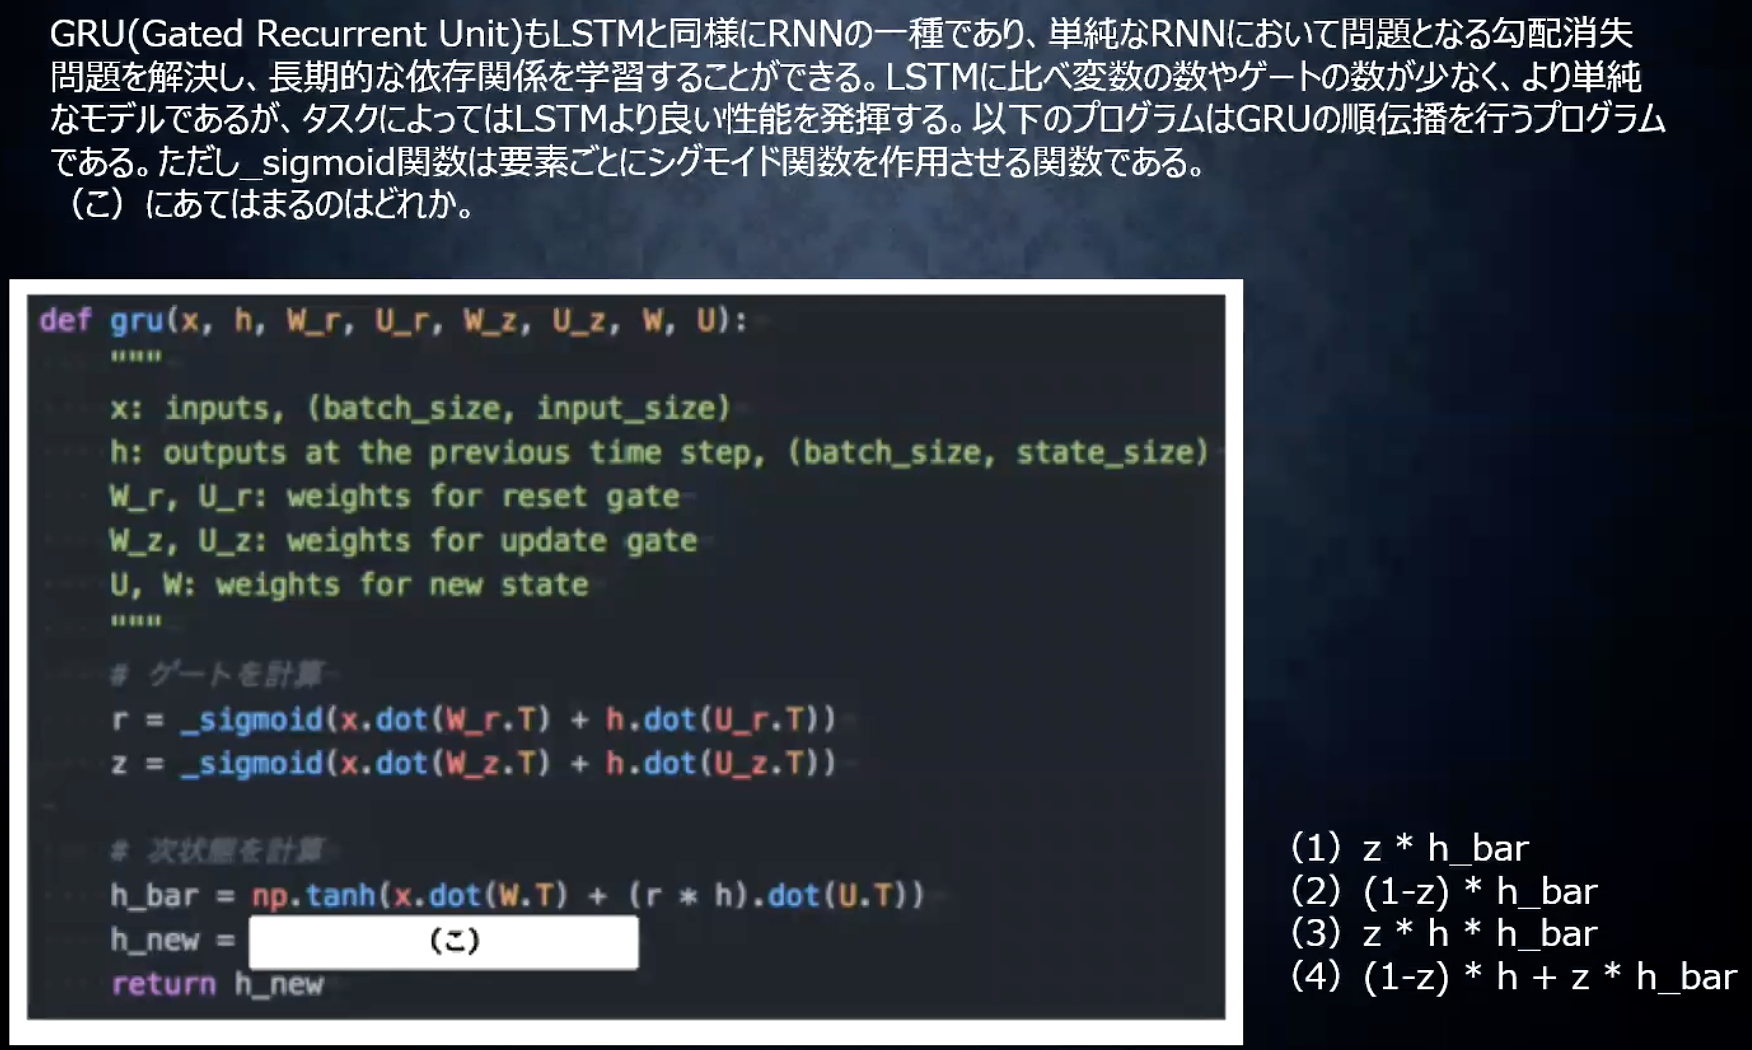 GRU(Gated Recurrent Unit)もLSTMと同様にRNNの一種であり、単純なRNNにおいて問題となる勾配消失
問題を解決し、長期的な依存関係を学習することができる。LSTMに比べ変数の数やゲートの数が少なく、より単純
なモデルであるが、タスクによってはLSTMより良い性能を発揮する。以下のプログラムはGRUの順伝播を行うプログラム
である。ただし_sigmoid関数は要素ごとにシグモイド関数を作用させる関数である。
（こ）にあてはまるのはどれか。
def gru(x, h, W_r, U_r, W_z, U_z, W, U):
"""
x: inputs, (batch_size, input_size)
h: outputs at the previous time step, (batch_size, state_size)
W_r, U_r: weights for reset gate
W_z, U_z: weights for update gate
U, W: weights for new state
"""
# ゲートを計算
r = _sigmoid(x.dot(W_r.T) + h.dot(U_r.T))
z = _sigmoid(x.dot(W_z.T) + h.dot(U_z.T))
# 次状態を計算
h_bar = np.tanh(x.dot(W.T) + (r * h).dot(U.T))
h_new = （こ）
return h_new
（1）z * h_bar
（2）(1-z) * h_bar
（3）z * h * h_bar
（4）(1-z) * h + z * h_bar